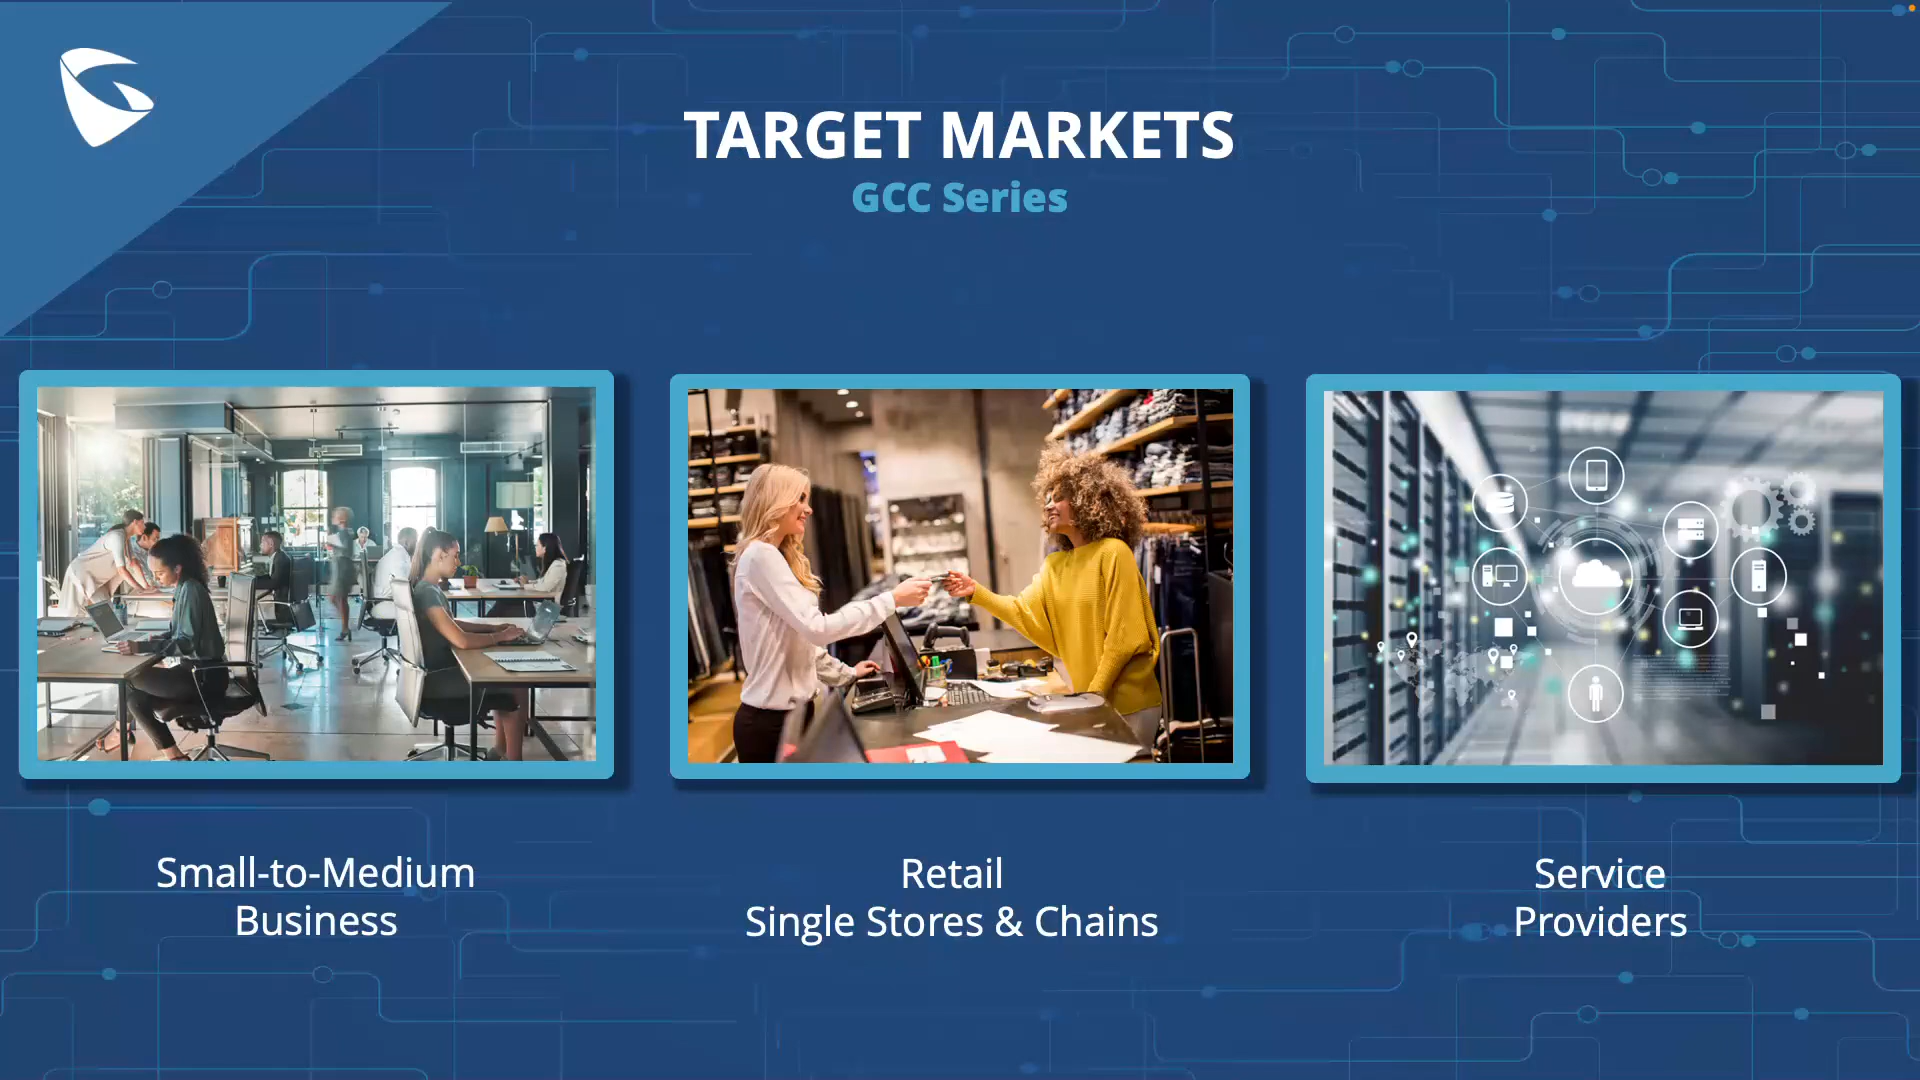 TARGET MARKETS
GCC Series
Small-to-Medium
Business
Retail
Single Stores & Chains
Service
Providers